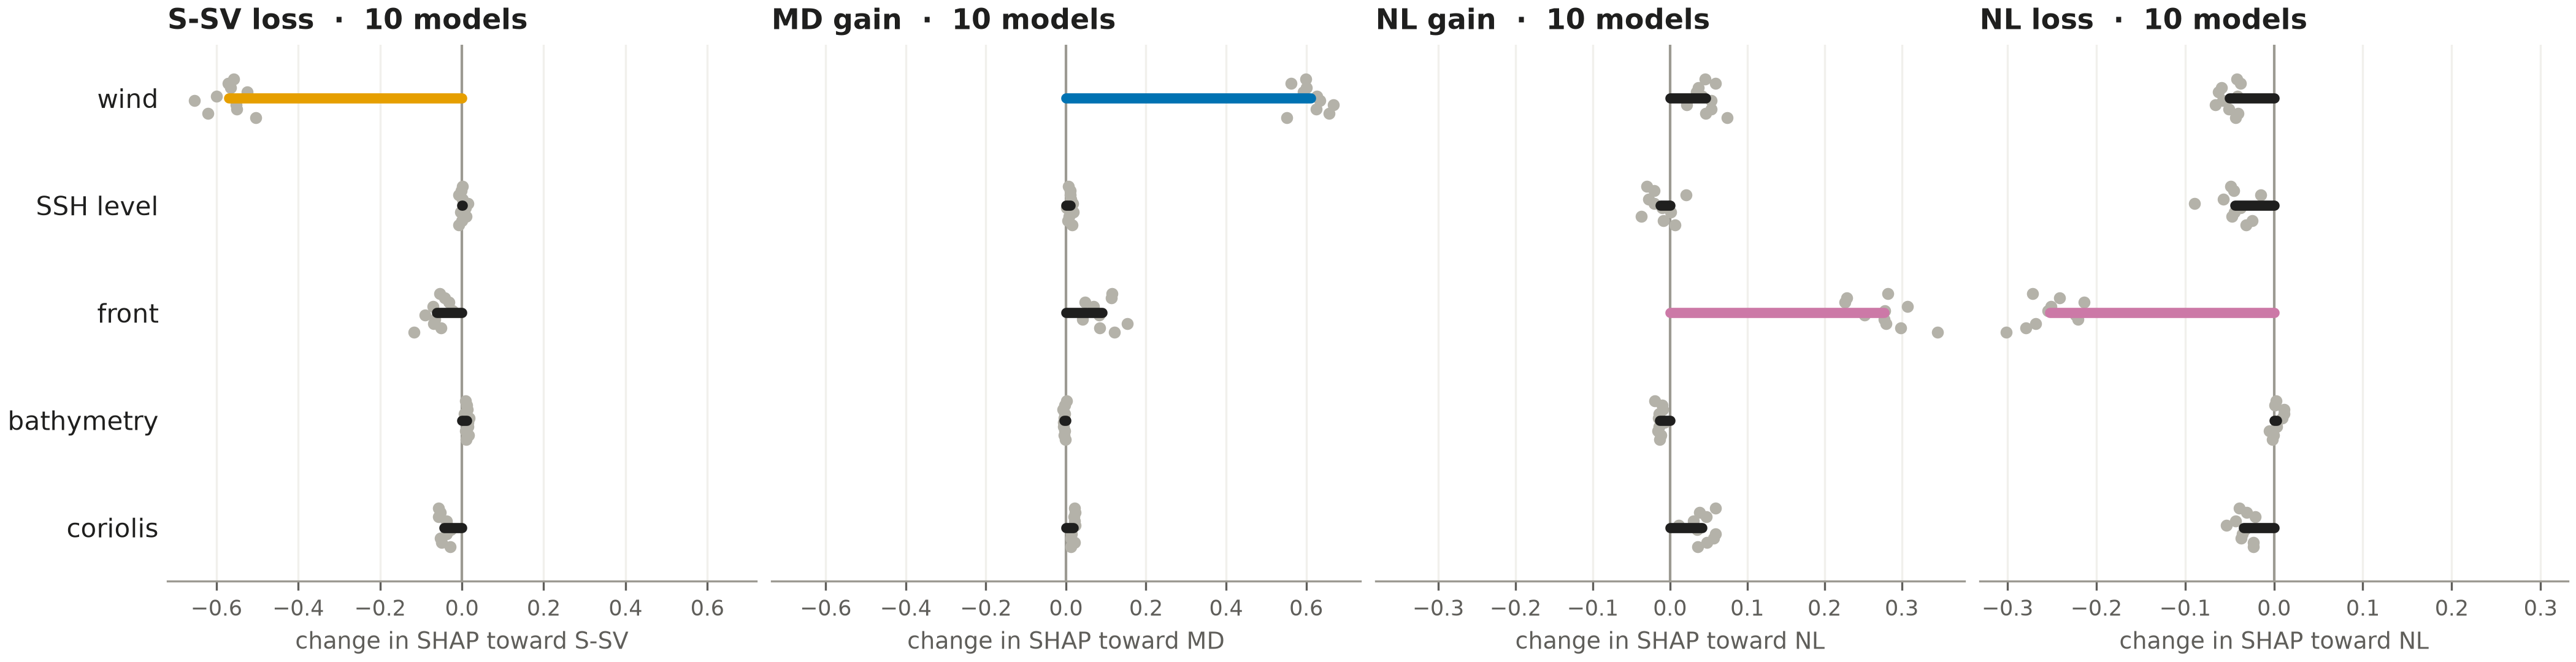 S-SV loss · 10 models
MD gain · 10 models
NL gain · 10 models
NL loss · 10 models
wind
SSH level
front
bathymetry
coriolis
−0.6 −0.4 −0.2 0.0 0.2 0.4 0.6
−0.6 −0.4 −0.2 0.0 0.2 0.4 0.6
−0.3 −0.2 −0.1 0.0 0.1 0.2 0.3
−0.3 −0.2 −0.1 0.0 0.1 0.2 0.3
change in SHAP toward S-SV
change in SHAP toward MD
change in SHAP toward NL
change in SHAP toward NL